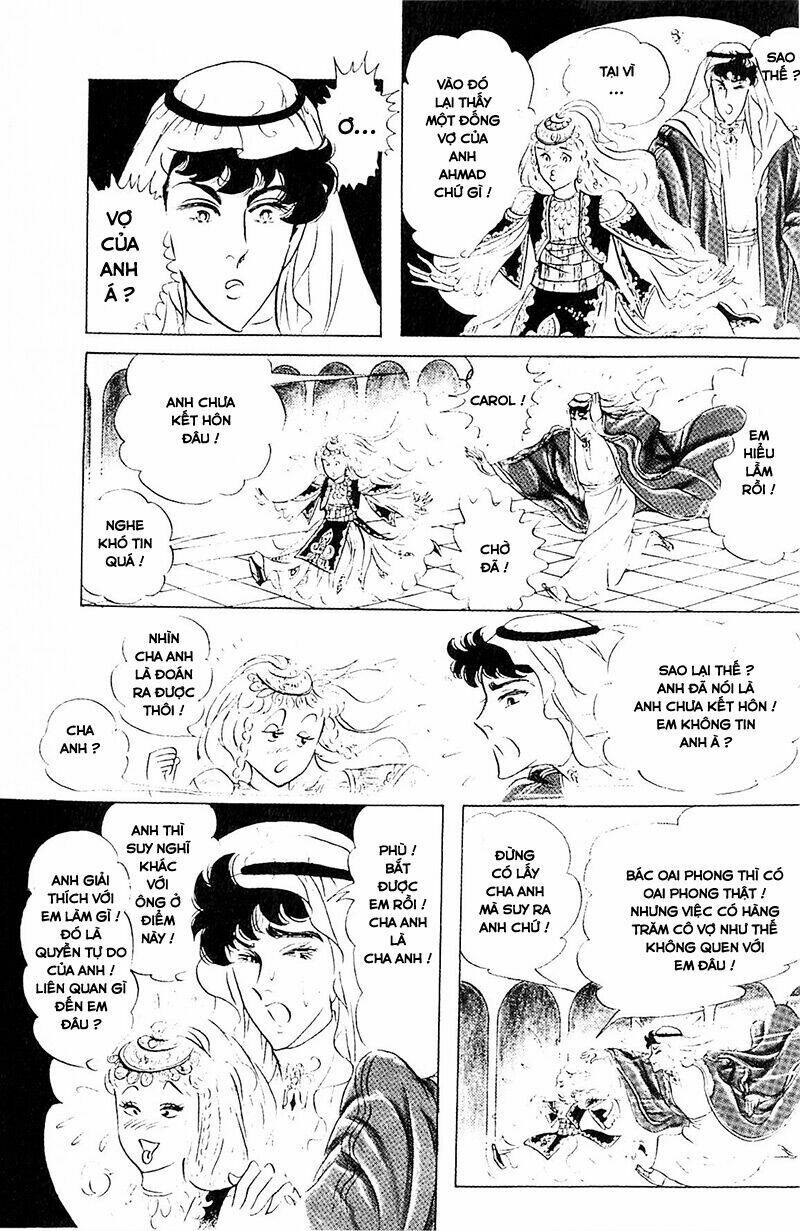 SAO
THẾ ?
TẠI VÌ
...
VÀO ĐÓ
LẠI THẤY
MỘT ĐỐNG
VỢ CỦA
ANH
AHMAD
CHỨ GÌ ?
Ơ...
VỢ
CỦA
ANH
Á ?
EM
HIỂU
LẦM
RỒI !
CAROL !
CHỜ
ĐÃ !
ANH CHƯA
KẾT HÔN
ĐÂU !
NGHE
KHÓ TIN
QUÁ !
SAO LẠI THẾ ?
ANH ĐÃ NÓI LÀ
ANH CHƯA KẾT HÔN !
EM KHÔNG TIN
ANH À ?
NHÌN
CHA ANH
LÀ ĐOÁN
RA ĐƯỢC
THÔI !
CHA
ANH ?
BÁC OAI PHONG THÌ CÓ
OAI PHONG THẬT !
NHƯNG VIỆC CÓ HÀNG
TRĂM CÔ VỢ NHƯ THẾ
KHÔNG QUEN VỚI
EM ĐÂU !
ĐỪNG
CÓ LẤY
CHA ANH
MÀ SUY RA
ANH CHỨ !
PHÙ !
BẮT
ĐƯỢC
EM RỒI !
CHA ANH
LÀ
CHA ANH !
ANH THÌ
SUY NGHĨ
KHÁC
VỚI
ÔNG Ở
ĐIỂM
NÀY !
ANH GIẢI
THÍCH VỚI
EM LÀM GÌ !
ĐÓ LÀ
QUYỀN TỰ DO
CỦA ANH !
LIÊN QUAN GÌ
ĐẾN EM
ĐÂU ?